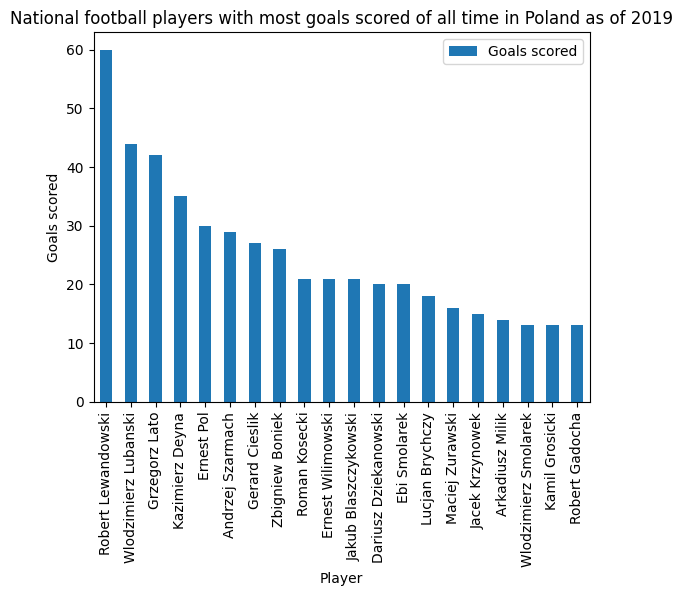 National football players with most goals scored of all time in Poland as of 2019
Goals scored
Goals scored
60
50
40
30
20
10
0
Robert Lewandowski
Wlodzimierz Lubanski
Grzegorz Lato
Kazimierz Deyna
Ernest Pol
Andrzej Szarmach
Gerard Cieslik
Zbigniew Boniek
Roman Kosecki
Ernest Wilimowski
Jakub Blaszczykowski
Dariusz Dziekanowski
Ebi Smolarek
Lucjan Brychczy
Maciej Zurawski
Jacek Krzynowek
Arkadiusz Milik
Wlodzimierz Smolarek
Kamil Grosicki
Robert Gadocha
Player